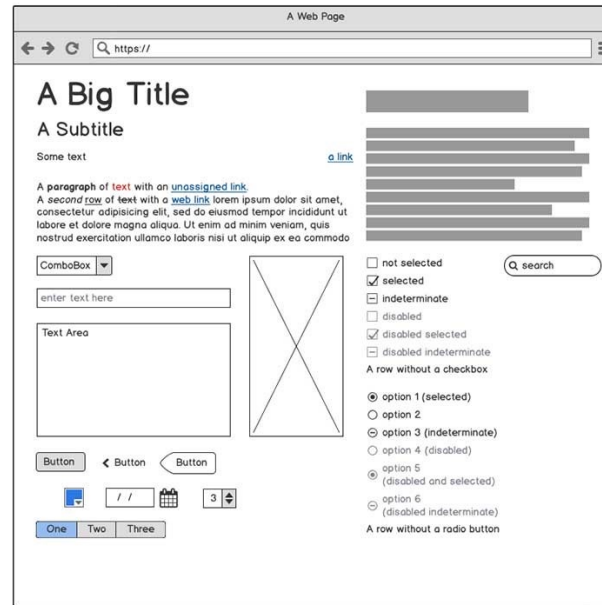 A Web Page
https://
A Big Title
A Subtitle
Some text
a link
A paragraph of text with an unassigned link.
A second row of text with a web link lorem ipsum dolor sit amet,
consectetur adipisicing elit, sed do eiusmod tempor incididunt ut
labore et dolore magna aliqua. Ut enim ad minim veniam, quis
nostrud exercitation ullamco laboris nisi ut aliquip ex ea commodo
ComboBox
enter text here
Text Area
Button
Button
Button
/ /
3
One
Two
Three
not selected
search
selected
indeterminate
disabled
disabled selected
disabled indeterminate
A row without a checkbox
option 1 (selected)
option 2
option 3 (indeterminate)
option 4 (disabled)
option 5
(disabled and selected)
option 6
(disabled indeterminate)
A row without a radio button